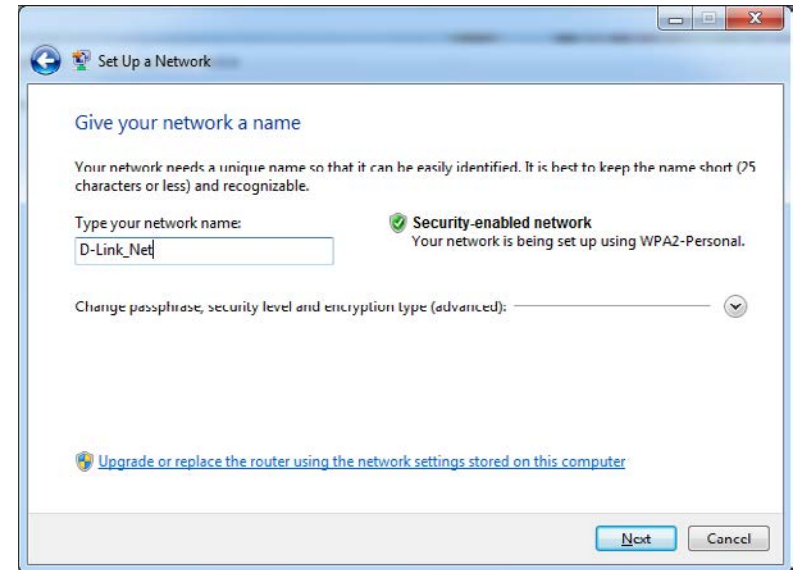 Set Up a Network
Give your network a name
Your network needs a unique name so that it can be easily identified. It is best to keep the name short (25
characters or less) and recognizable.
Type your network name:
D-Link_Net
Security-enabled network
Your network is being set up using WPA2-Personal.
Change passphrase, security level and encryption type (advanced):
Upgrade or replace the router using the network settings stored on this computer
Next
Cancel